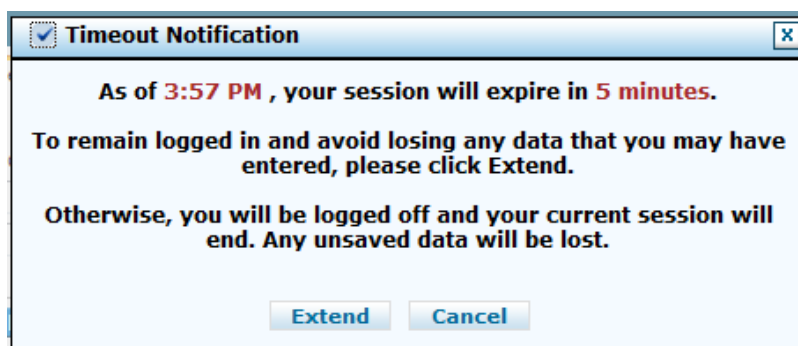 Timeout Notification
x
As of 3:57 PM , your session will expire in 5 minutes.
To remain logged in and avoid losing any data that you may have
entered, please click Extend.
Otherwise, you will be logged off and your current session will
end. Any unsaved data will be lost.
Extend Cancel